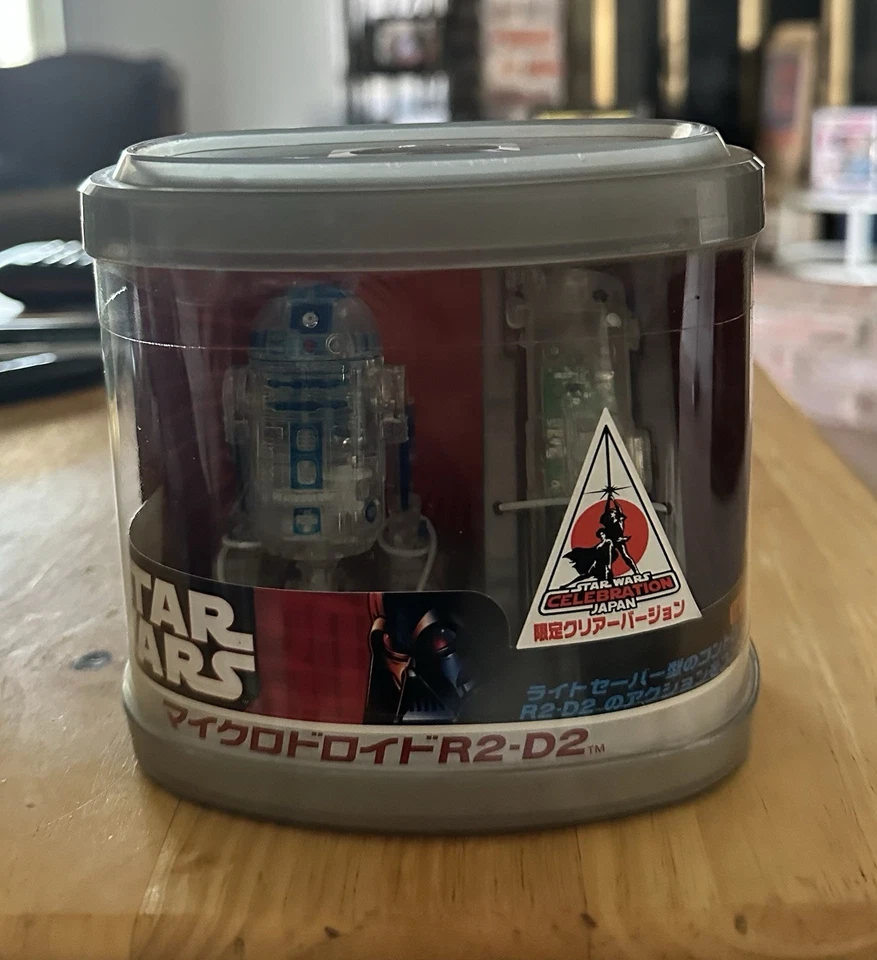 STAR WARS
CELEBRATION
JAPAN
限定クリアーバージョン
TAR
WARS
ライトセーバー型のコント
R2-D2 のアクション
マイクロドロイドR2-D2™